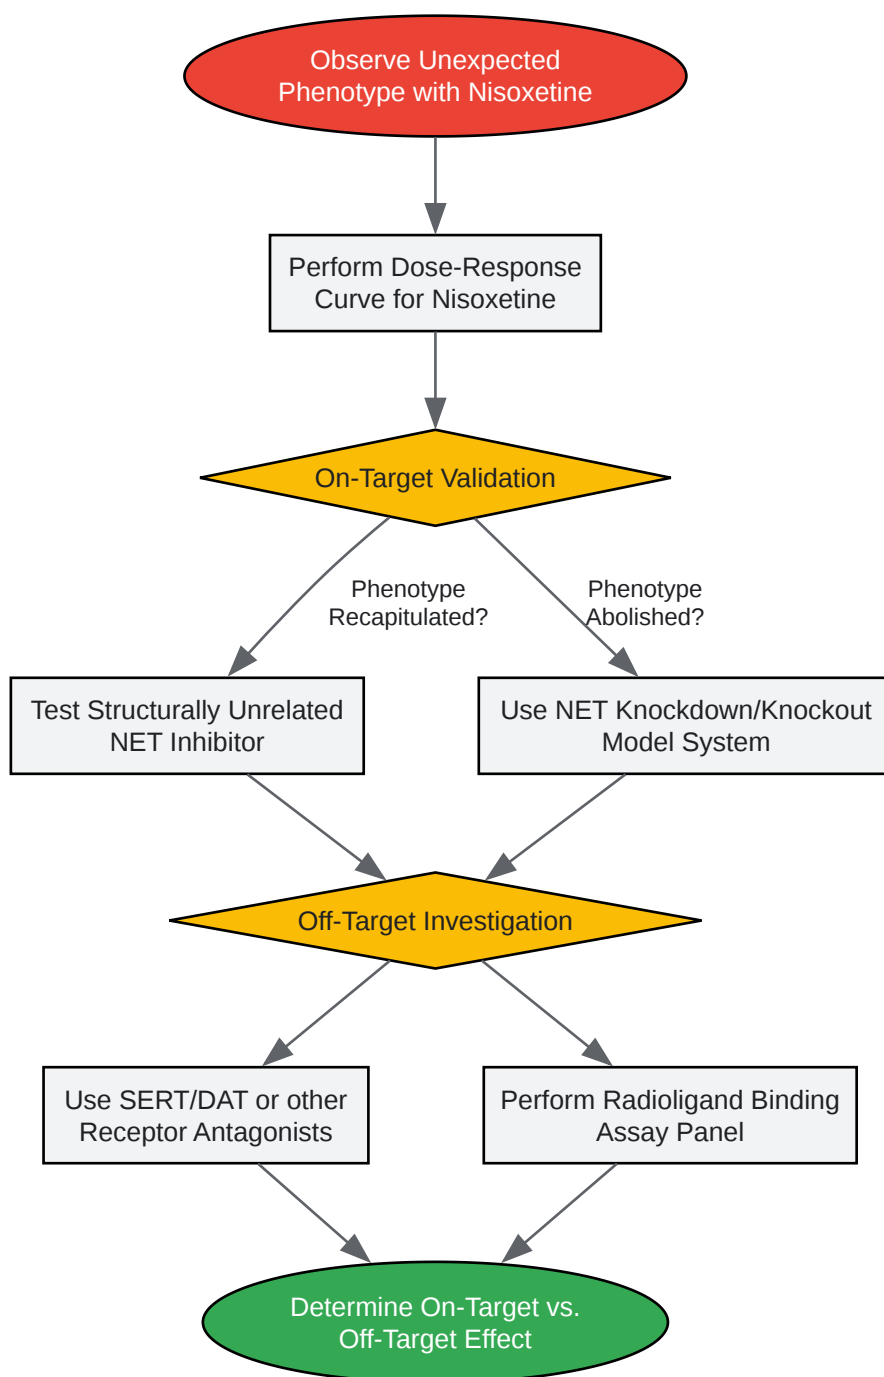 Observe Unexpected
Phenotype with Nisoxetine
Perform Dose-Response
Curve for Nisoxetine
On-Target Validation
Phenotype
Recapitulated?
Phenotype
Abolished?
Test Structurally Unrelated
NET Inhibitor
Use NET Knockdown/Knockout
Model System
Off-Target Investigation
Use SERT/DAT or other
Receptor Antagonists
Perform Radioligand Binding
Assay Panel
Determine On-Target vs.
Off-Target Effect